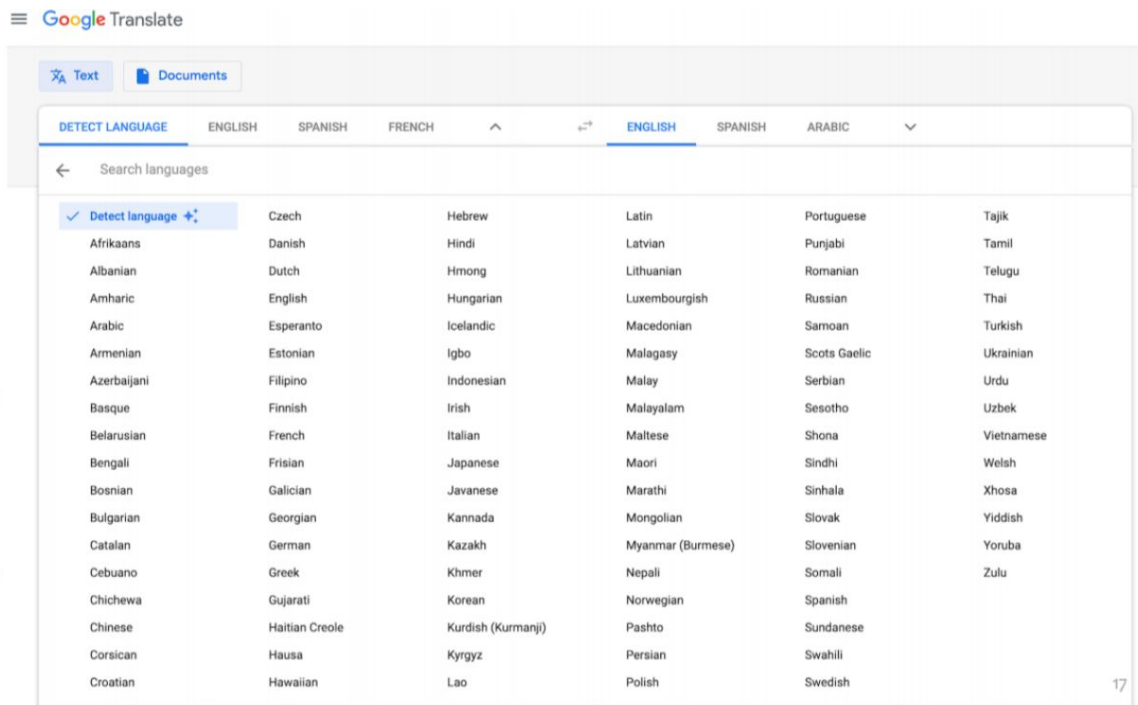 Google Translate
Text Documents
DETECT LANGUAGE ENGLISH SPANISH FRENCH ENGLISH SPANISH ARABIC
Search languages
Detect language Czech Hebrew Latin Portuguese Tajik
Afrikaans Danish Hindi Latvian Punjabi Tamil
Albanian Dutch Hmong Lithuanian Romanian Telugu
Amharic English Hungarian Luxembourgish Russian Thai
Arabic Esperanto Icelandic Macedonian Samoan Turkish
Armenian Estonian Igbo Malagasy Scots Gaelic Ukrainian
Azerbaijani Filipino Indonesian Malay Serbian Urdu
Basque Finnish Irish Malayalam Sesotho Uzbek
Belarusian French Italian Maltese Shona Vietnamese
Bengali Frisian Japanese Maori Sindhi Welsh
Bosnian Galician Javanese Marathi Sinhala Xhosa
Bulgarian Georgian Kannada Mongolian Slovak Yiddish
Catalan German Kazakh Myanmar (Burmese) Slovenian Yoruba
Cebuano Greek Khmer Nepali Somali Zulu
Chichewa Gujarati Korean Norwegian Spanish
Chinese Haitian Creole Kurdish (Kurmanji) Pashto Sundanese
Corsican Hausa Kyrgyz Persian Swahili
Croatian Hawaiian Lao Polish Swedish
17